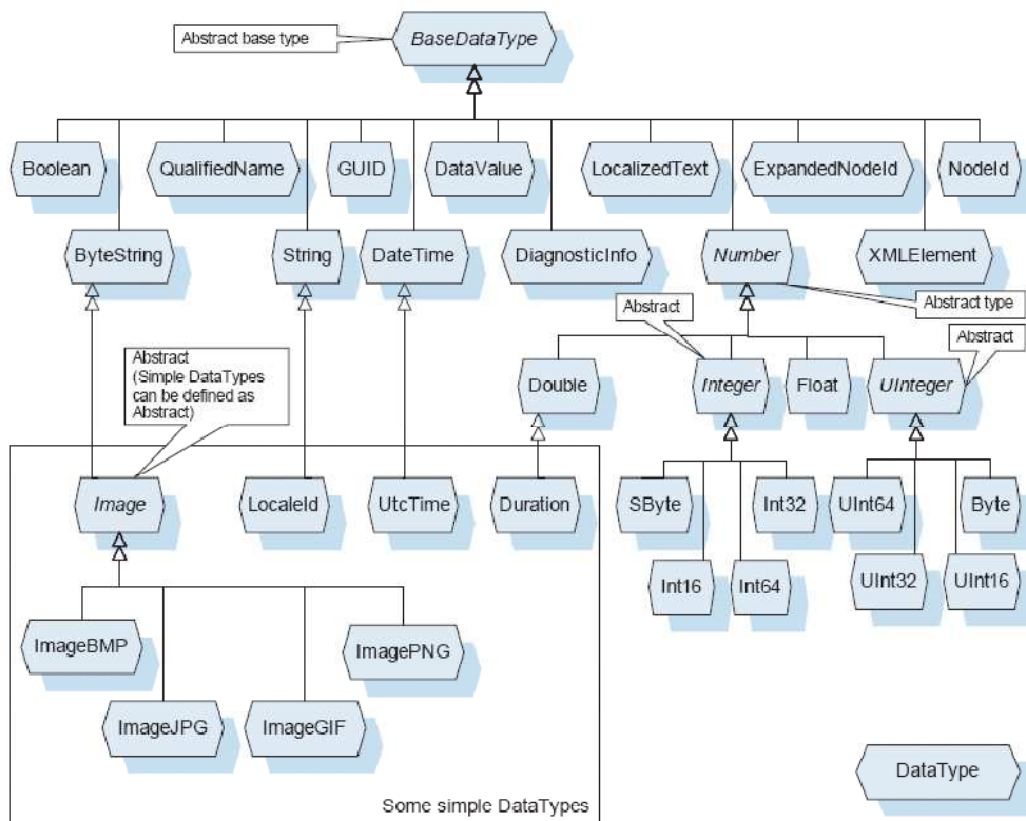 Abstract base type
BaseDataType
Boolean
QualifiedName
GUID
DataValue
LocalizedText
ExpandedNodeId
NodeId
ByteString
String
DateTime
DiagnosticInfo
Number
XMLElement
Abstract
Abstract type
Abstract
Abstract
(Simple DataTypes
can be defined as
Abstract)
Double
Integer
Float
UInteger
Image
LocaleId
UtcTime
Duration
SByte
Int32
UInt64
Byte
Int16
Int64
UInt32
UInt16
ImageBMP
ImagePNG
ImageJPG
ImageGIF
DataType
Some simple DataTypes